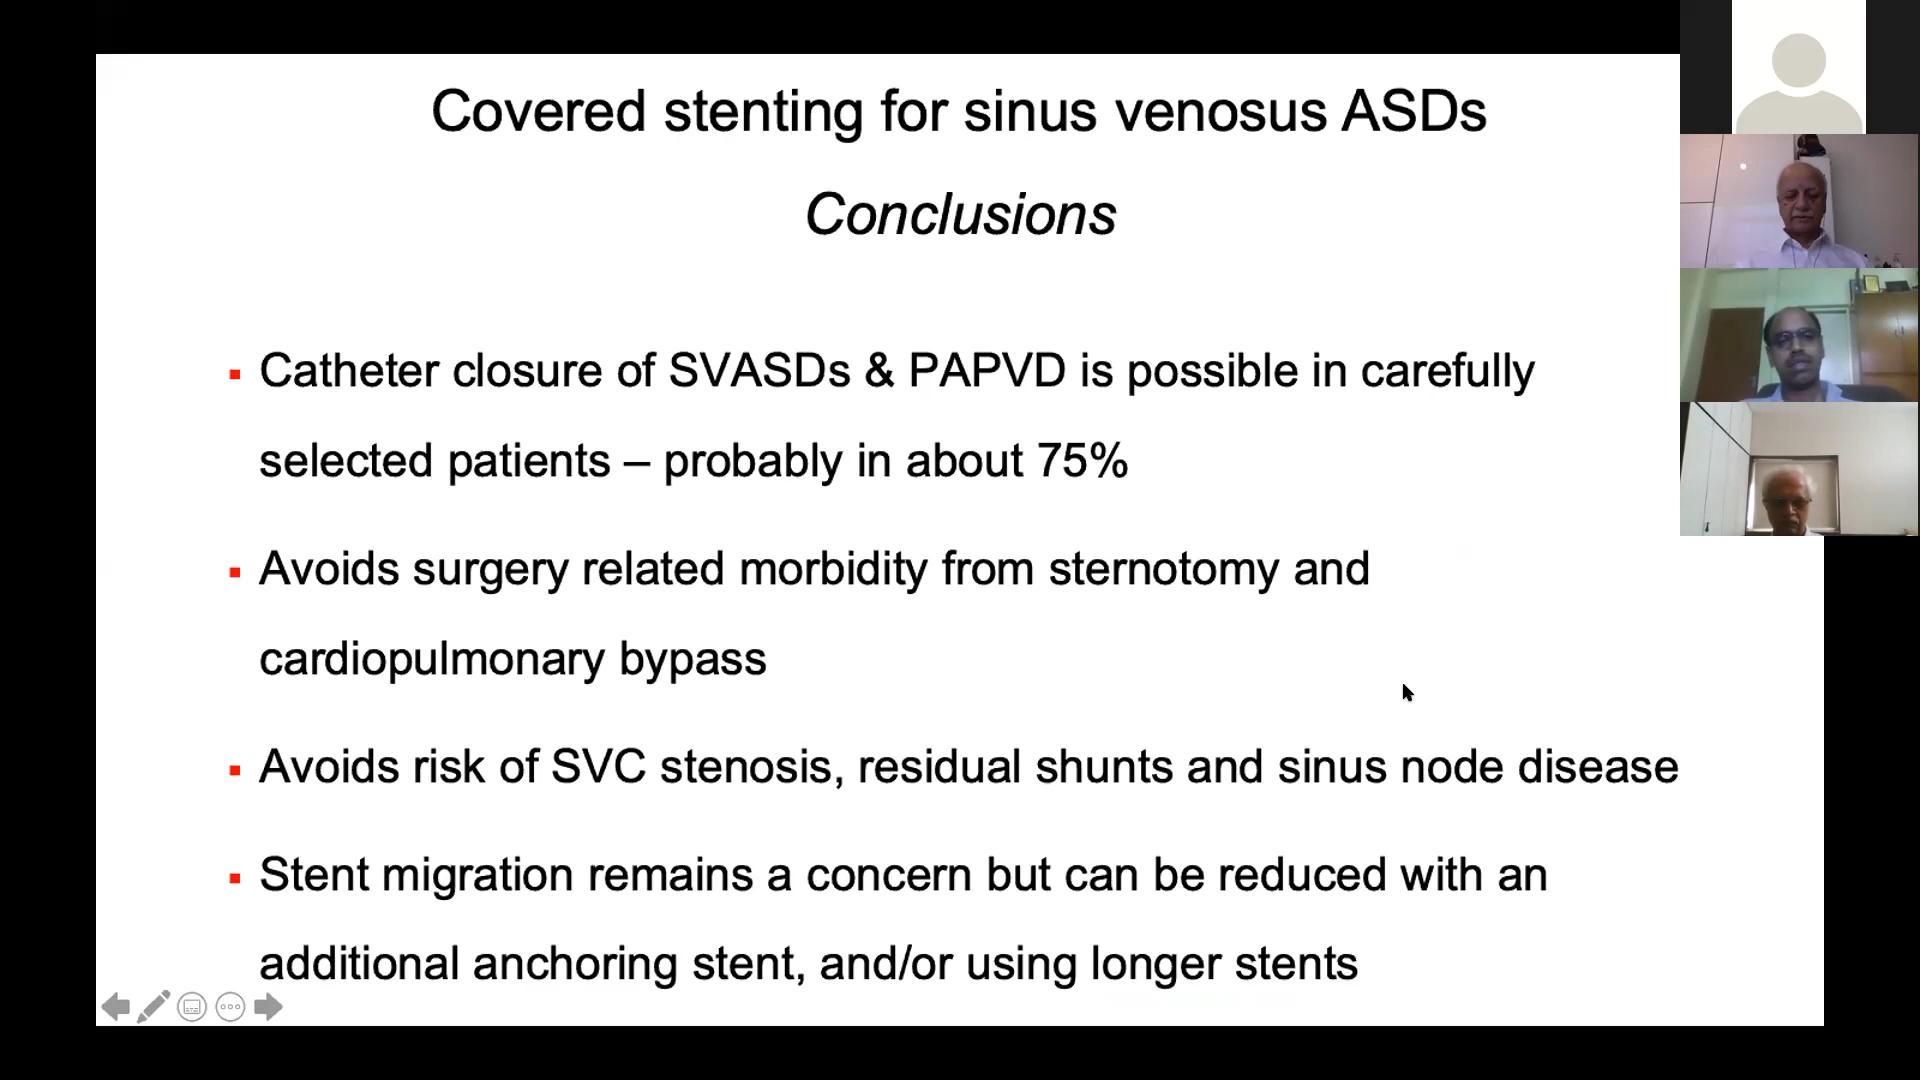 Covered stenting for sinus venosus ASDs
Conclusions
Catheter closure of SVASDs & PAPVD is possible in carefully
selected patients – probably in about 75%
Avoids surgery related morbidity from sternotomy and
cardiopulmonary bypass
Avoids risk of SVC stenosis, residual shunts and sinus node disease
Stent migration remains a concern but can be reduced with an
additional anchoring stent, and/or using longer stents